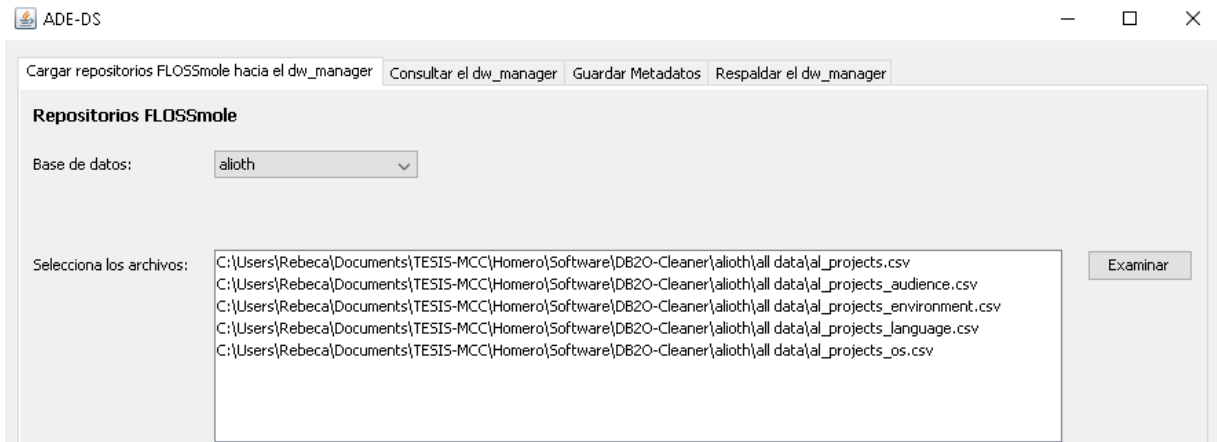 ADE-DS
Cargar repositorios FLOSSmole hacia el dw_manager Consultar el dw_manager Guardar Metadatos Respaldar el dw_manager
Repositorios FLOSSmole
Base de datos: alioth
Selecciona los archivos: C:\Users\Rebeca\Documents\TESIS-MCC\Homero\Software\DB2O-Cleaner\alioth\all data\al_projects.csv Examinar
C:\Users\Rebeca\Documents\TESIS-MCC\Homero\Software\DB2O-Cleaner\alioth\all data\al_projects_audience.csv
C:\Users\Rebeca\Documents\TESIS-MCC\Homero\Software\DB2O-Cleaner\alioth\all data\al_projects_environment.csv
C:\Users\Rebeca\Documents\TESIS-MCC\Homero\Software\DB2O-Cleaner\alioth\all data\al_projects_language.csv
C:\Users\Rebeca\Documents\TESIS-MCC\Homero\Software\DB2O-Cleaner\alioth\all data\al_projects_os.csv